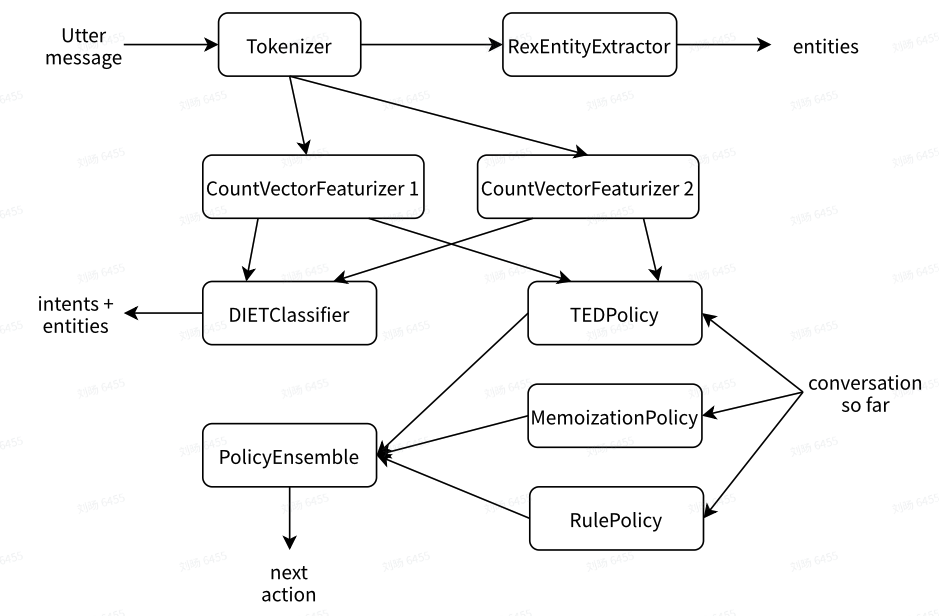 Utter
message
Tokenizer
RexEntityExtractor
entities
CountVectorFeaturizer 1
CountVectorFeaturizer 2
intents +
entities
DIETClassifier
TEDPolicy
conversation
so far
MemoizationPolicy
PolicyEnsemble
RulePolicy
next
action